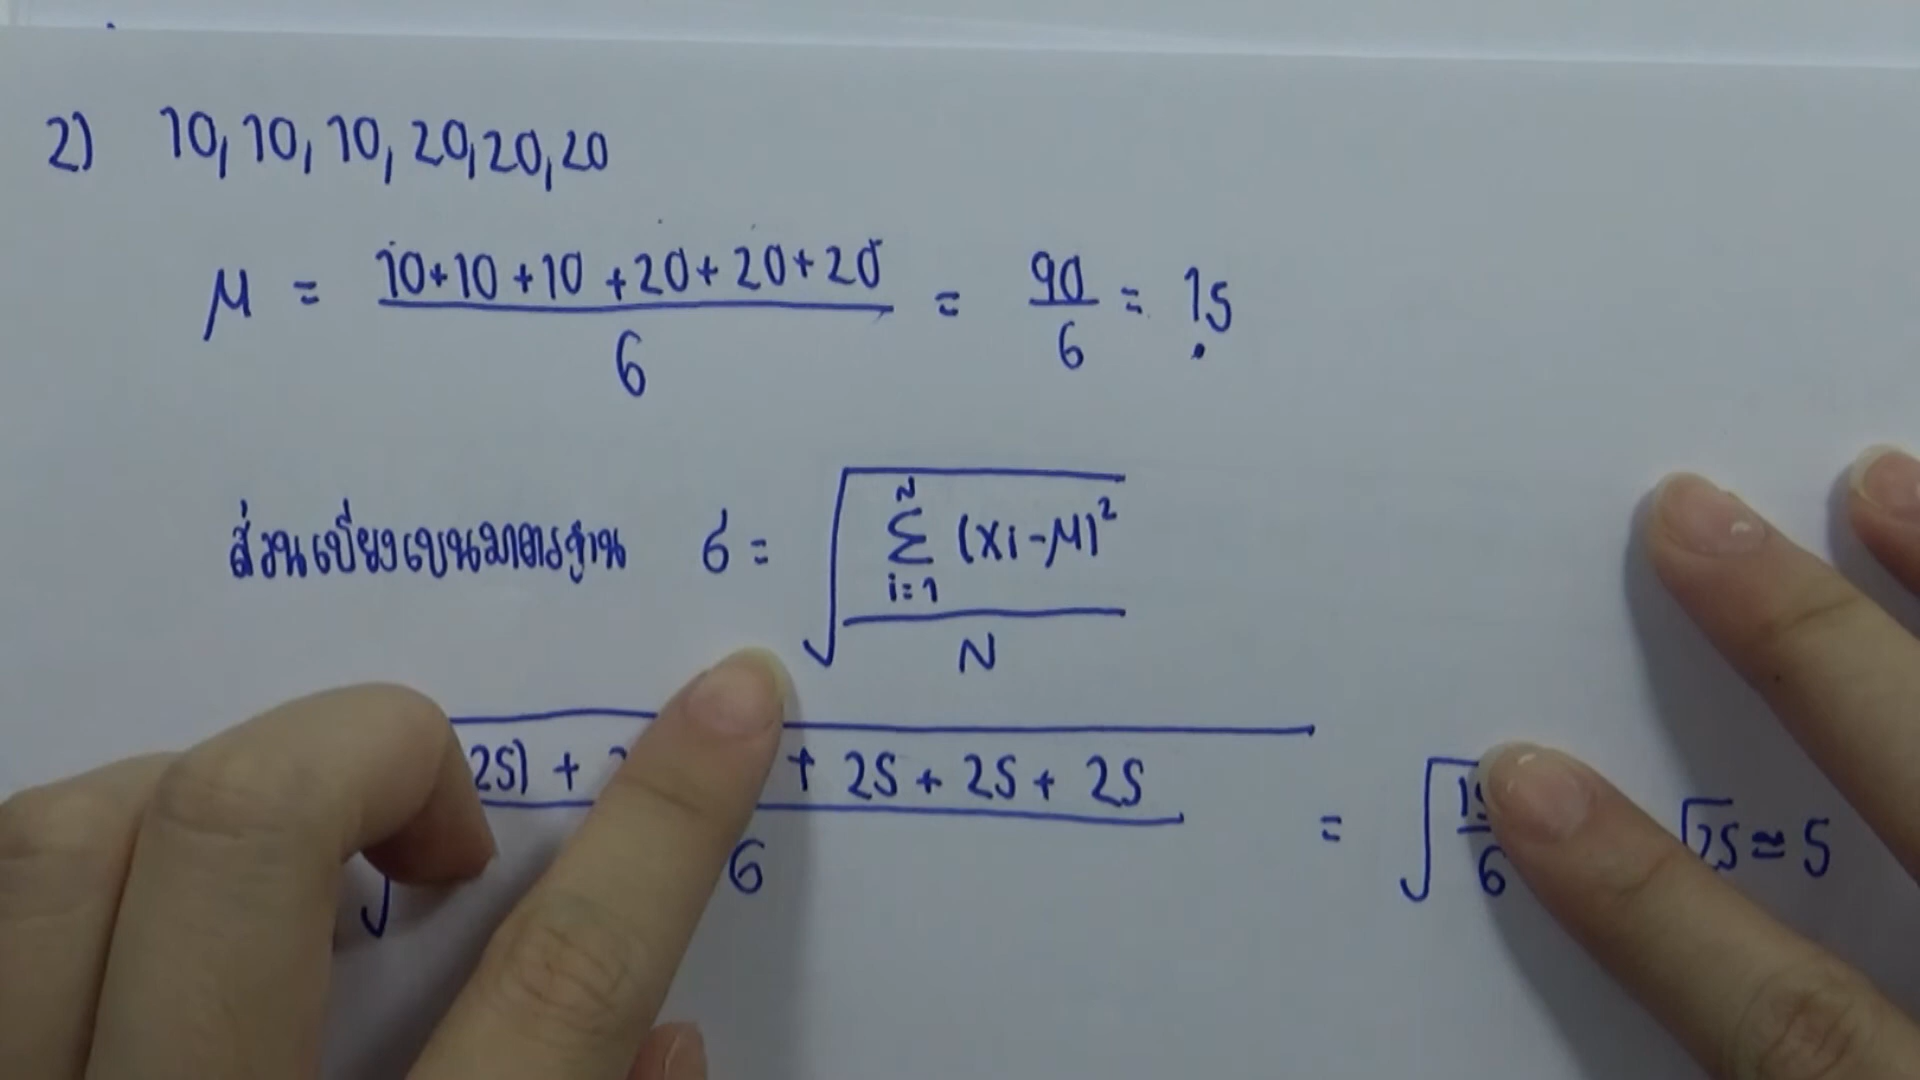 2) 10, 10, 10, 20, 20, 20
μ = 10+10+10+20+20+20 / 6 = 90 / 6 = 15
ส่วนเบี่ยงเบนมาตรฐาน σ = √ N Σ i=1 (xi-μ)² / N
25) + + 25 + 25 + 25 / 6 = √ / 6 √25 ≈ 5